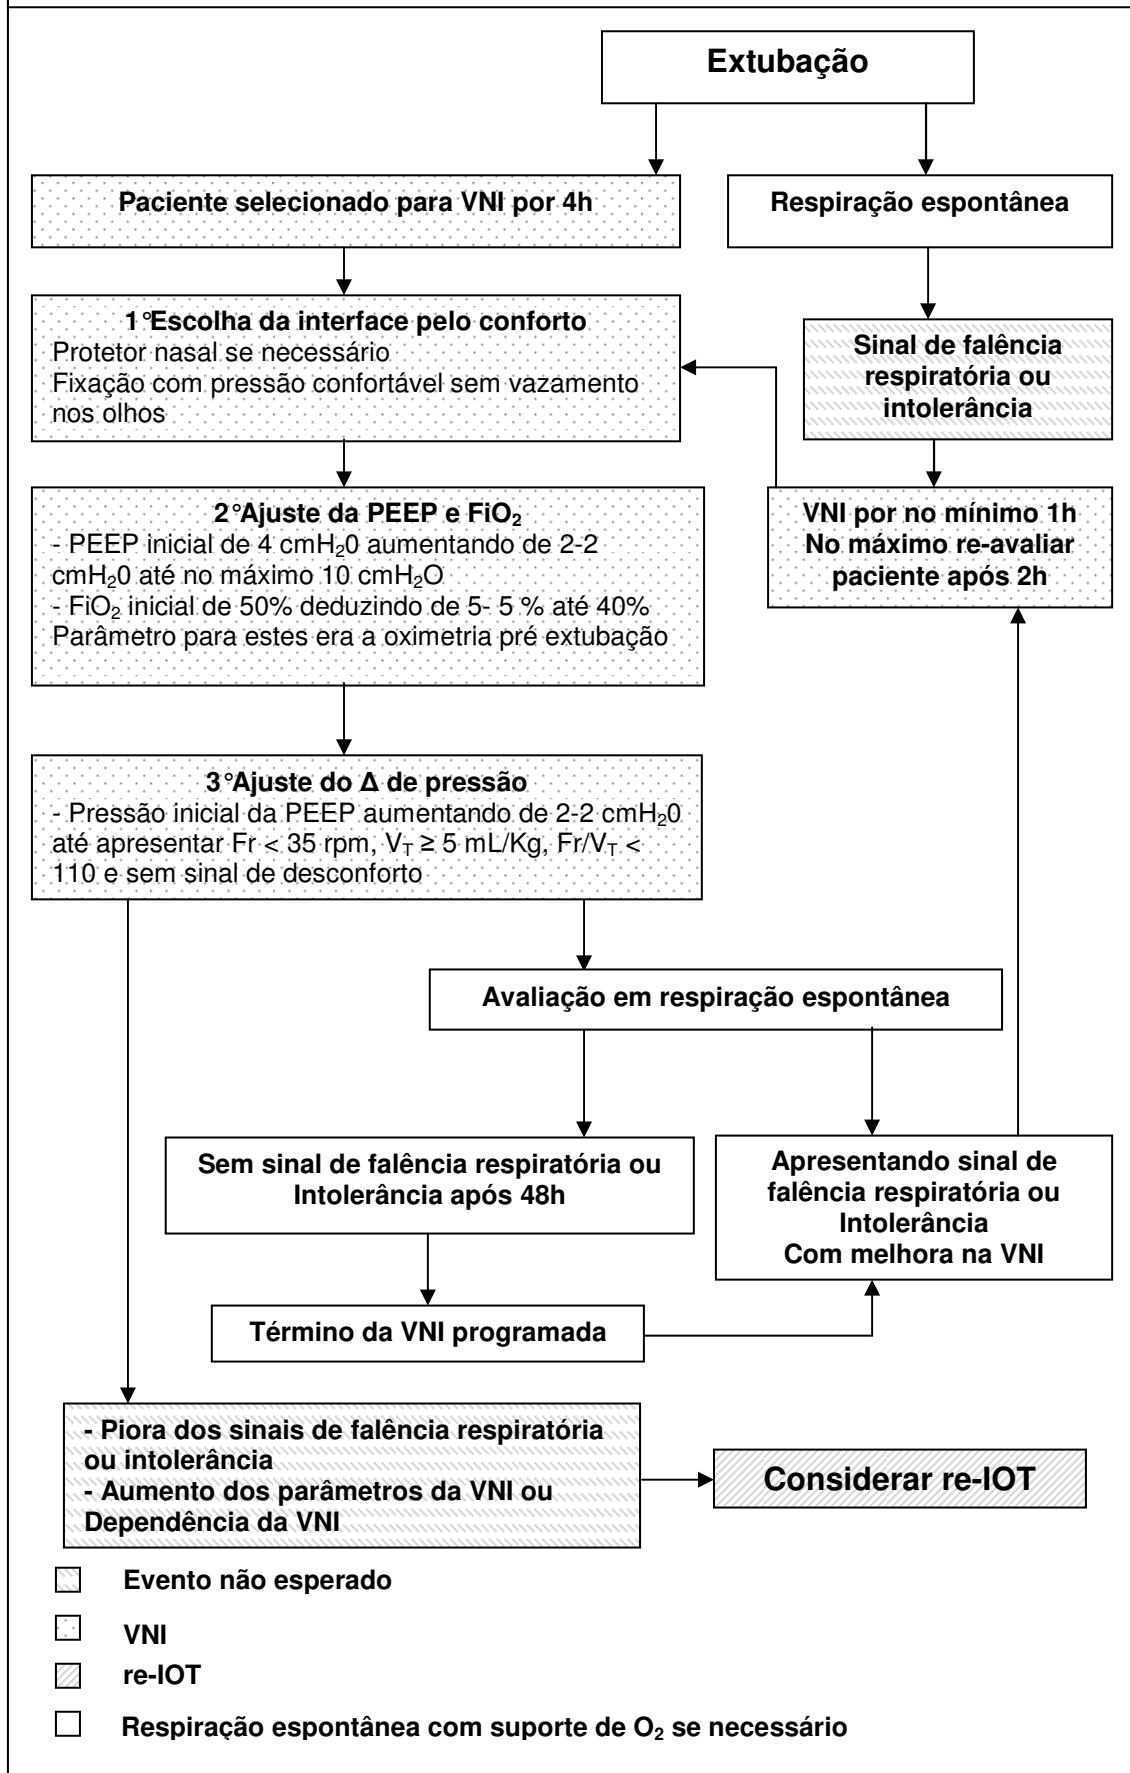 Extubação
Paciente selecionado para VNI por 4h
Respiração espontânea
1°Escolha da interface pelo conforto
Protetor nasal se necessário
Fixação com pressão confortável sem vazamento
nos olhos
Sinal de falência
respiratória ou
intolerância
2°Ajuste da PEEP e FiO₂
- PEEP inicial de 4 cmH₂0 aumentando de 2-2
cmH₂0 até no máximo 10 cmH₂O
- FiO₂ inicial de 50% deduzindo de 5- 5 % até 40%
Parâmetro para estes era a oximetria pré extubação
VNI por no mínimo 1h
No máximo re-avaliar
paciente após 2h
3°Ajuste do Δ de pressão
- Pressão inicial da PEEP aumentando de 2-2 cmH₂0
até apresentar Fr < 35 rpm, V_T ≥ 5 mL/Kg, Fr/V_T <
110 e sem sinal de desconforto
Avaliação em respiração espontânea
Sem sinal de falência respiratória ou
Intolerância após 48h
Apresentando sinal de
falência respiratória ou
Intolerância
Com melhora na VNI
Término da VNI programada
- Piora dos sinais de falência respiratória
ou intolerância
- Aumento dos parâmetros da VNI ou
Dependência da VNI
Considerar re-IOT
Evento não esperado
VNI
re-IOT
Respiração espontânea com suporte de O₂ se necessário